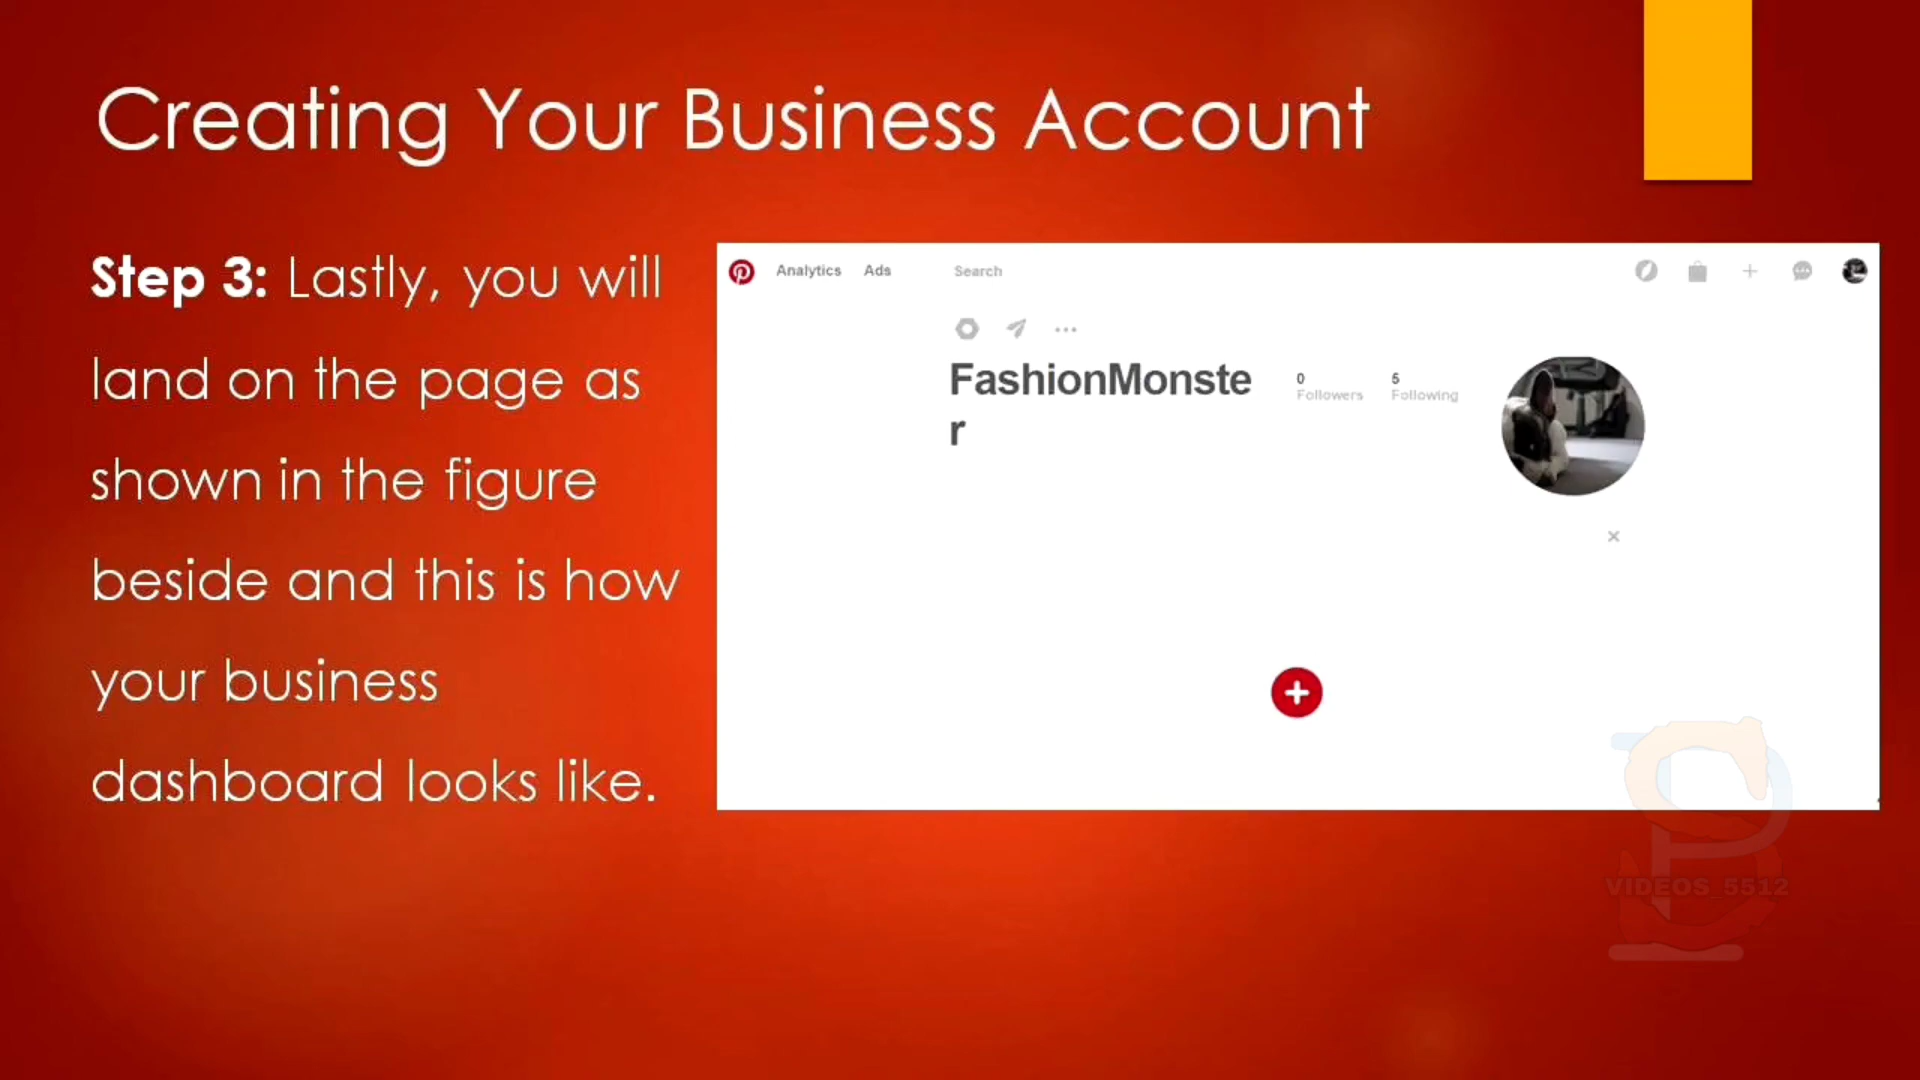 Creating Your Business Account
Step 3: Lastly, you will
land on the page as
shown in the figure
beside and this is how
your business
dashboard looks like.
Analytics Ads Search
FashionMonste
r
0
Followers
5
Following
VIDEOS_5512